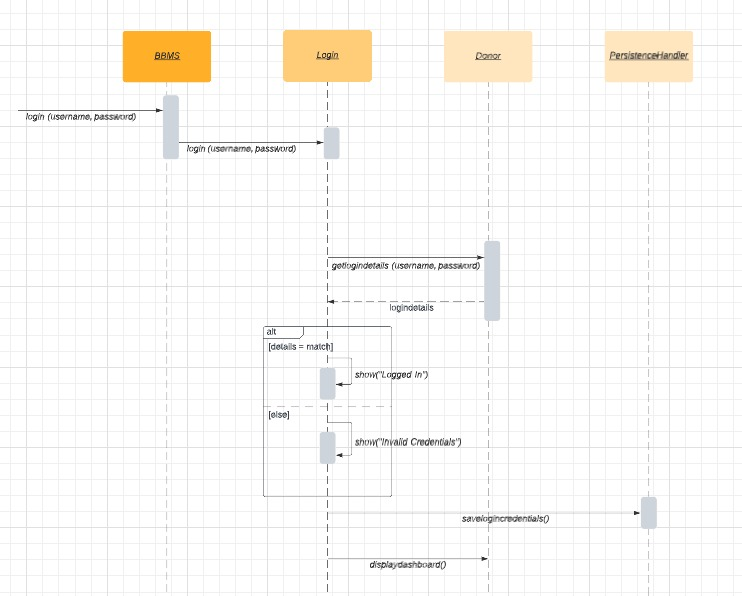 BBMS
Login
Donor
PersistenceHandler
login (username, password)
login (username, password)
getlogindetails (username, password)
logindetails
alt
[details = match]
show("Logged In")
[else]
show("Invalid Credentials")
savelogincredentials()
displaydashboard()